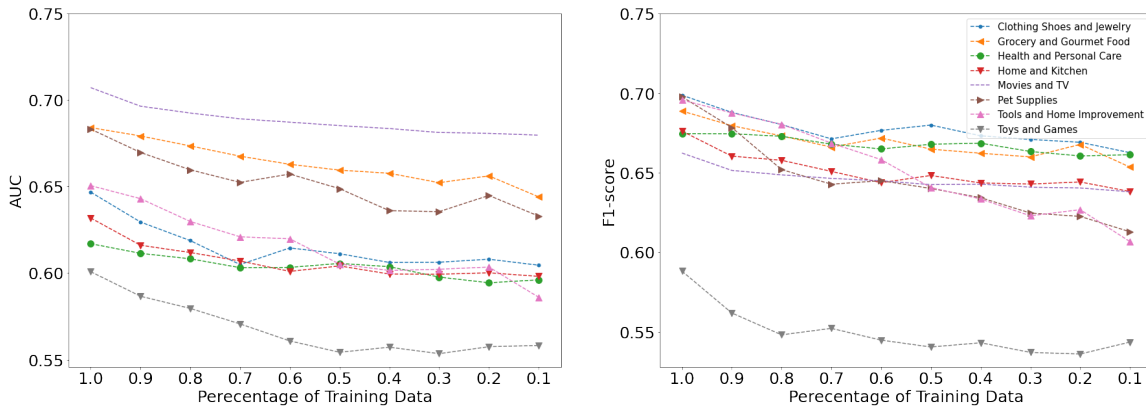 0.75
0.70
0.65
0.60
0.55
AUC
1.0 0.9 0.8 0.7 0.6 0.5 0.4 0.3 0.2 0.1
Perecentage of Training Data
0.75
0.70
0.65
0.60
0.55
F1-score
1.0 0.9 0.8 0.7 0.6 0.5 0.4 0.3 0.2 0.1
Perecentage of Training Data
Clothing Shoes and Jewelry
Grocery and Gourmet Food
Health and Personal Care
Home and Kitchen
Movies and TV
Pet Supplies
Tools and Home Improvement
Toys and Games